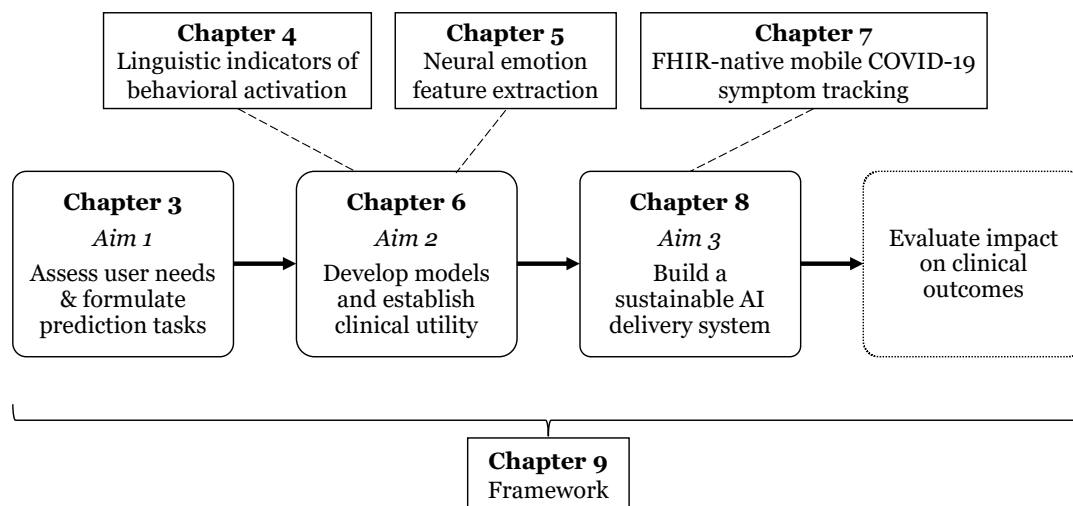 Chapter 4
Linguistic indicators of
behavioral activation
Chapter 5
Neural emotion
feature extraction
Chapter 7
FHIR-native mobile COVID-19
symptom tracking
Chapter 3
Aim 1
Assess user needs
& formulate
prediction tasks
Chapter 6
Aim 2
Develop models
and establish
clinical utility
Chapter 8
Aim 3
Build a
sustainable AI
delivery system
Evaluate impact
on clinical
outcomes
Chapter 9
Framework